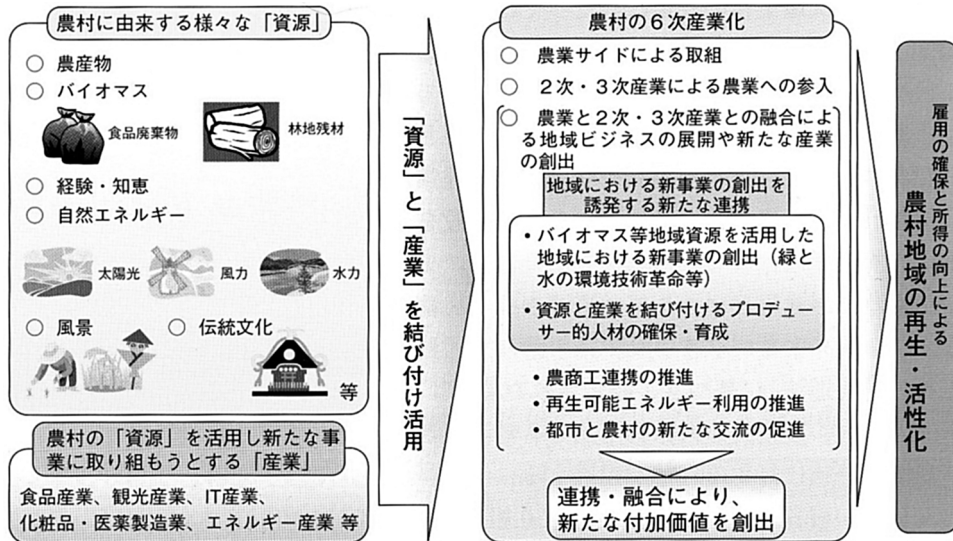 農村に由来する様々な「資源」
○ 農産物
○ バイオマス
食品廃棄物
林地残材
○ 経験・知恵
○ 自然エネルギー
太陽光
風力
水力
○ 風景
○ 伝統文化
等
農村の「資源」を活用し新たな事
業に取り組もうとする「産業」
食品産業、観光産業、IT産業、
化粧品・医薬製造業、エネルギー産業 等
「資源」と「産業」を結び付け活用
農村の6次産業化
○ 農業サイドによる取組
○ 2次・3次産業による農業への参入
○ 農業と2次・3次産業との融合によ
る地域ビジネスの展開や新たな産業
の創出
地域における新事業の創出を
誘発する新たな連携
・バイオマス等地域資源を活用した
地域における新事業の創出(緑と
水の環境技術革命等)
・資源と産業を結び付けるプロデュー
サー的人材の確保・育成
・農商工連携の推進
・再生可能エネルギー利用の推進
・都市と農村の新たな交流の促進
連携・融合により、
新たな付加価値を創出
雇用の確保と所得の向上による
農村地域の再生・活性化